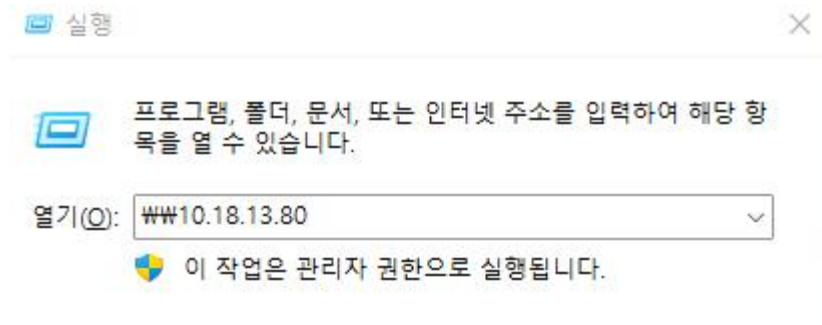 실행
프로그램, 폴더, 문서, 또는 인터넷 주소를 입력하여 해당 항
목을 열 수 있습니다.
열기(O): ₩₩10.18.13.80
이 작업은 관리자 권한으로 실행됩니다.